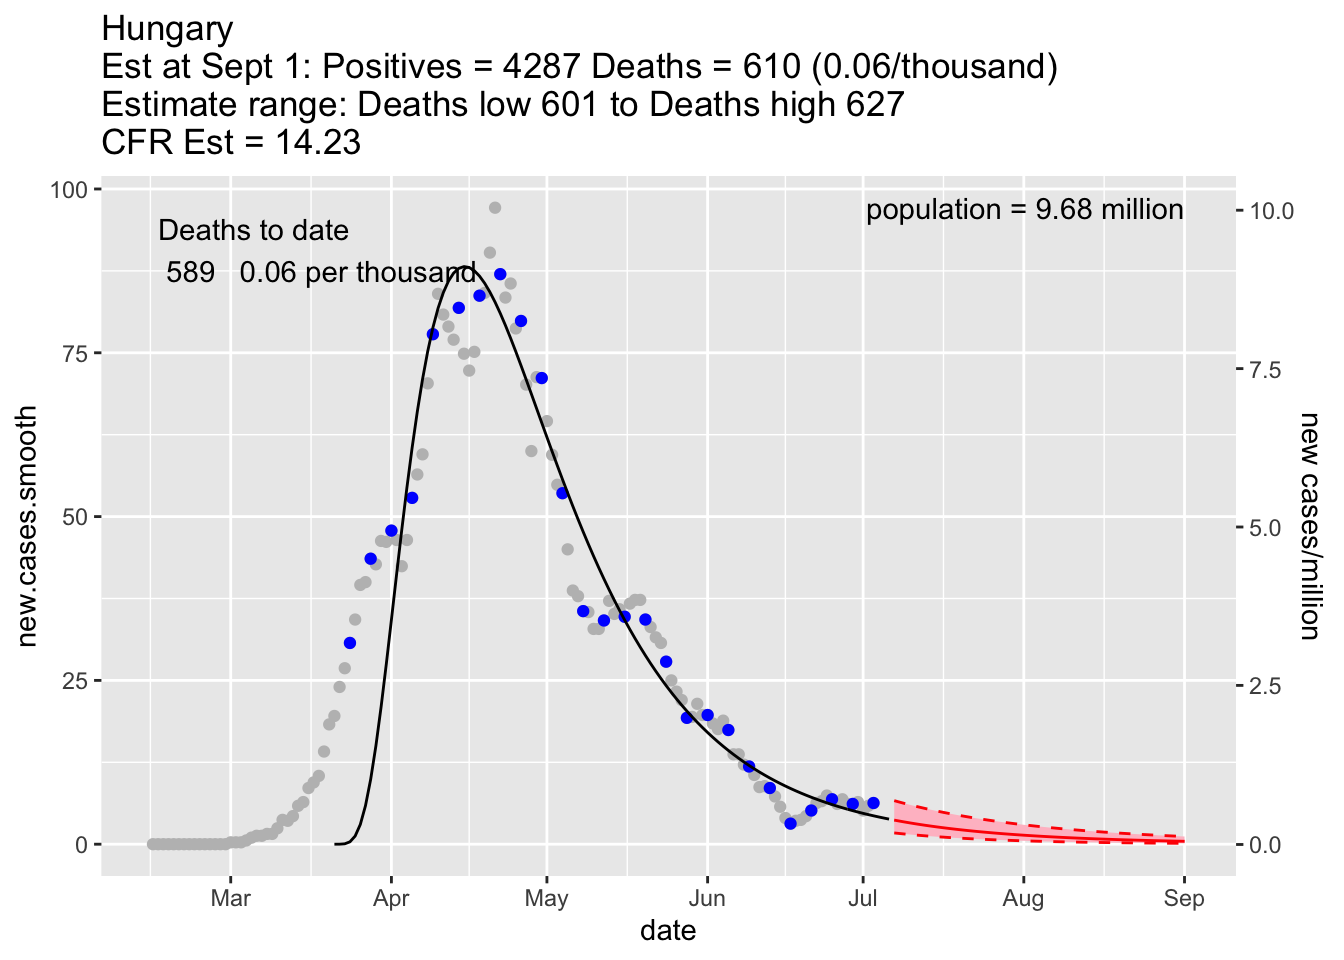 Hungary
Est at Sept 1: Positives = 4287 Deaths = 610 (0.06/thousand)
Estimate range: Deaths low 601 to Deaths high 627
CFR Est = 14.23
Deaths to date
589 0.06 per thousand
population = 9.68 million
100
75
50
25
0
new.cases.smooth
10.0
7.5
5.0
2.5
0.0
new cases/million
Mar Apr May Jun Jul Aug Sep
date